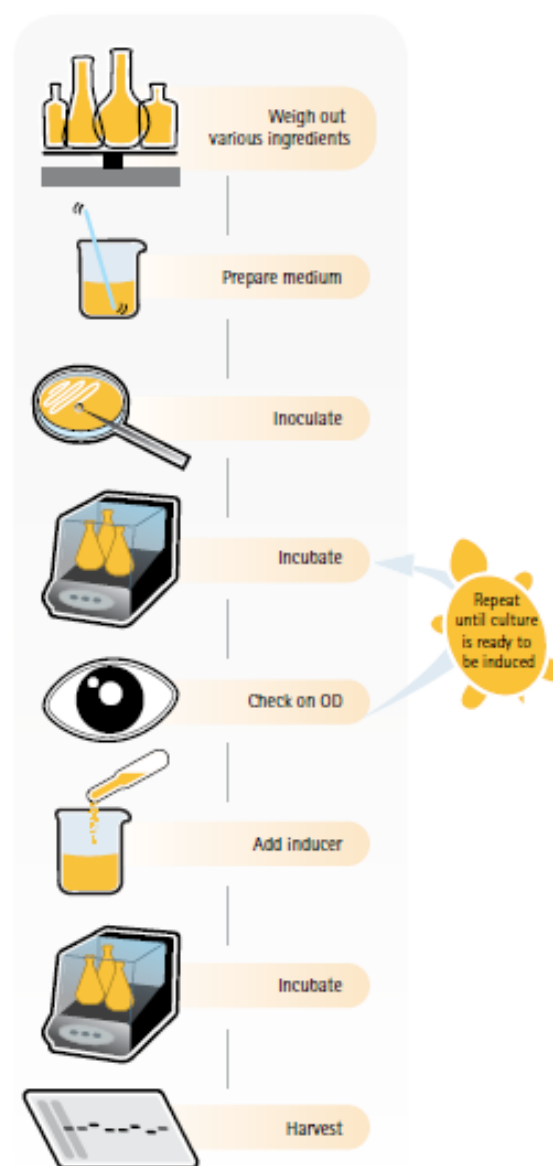 Weigh out
various ingredients
Prepare medium
Inoculate
Incubate
Repeat
until culture
is ready to
be induced
Check on OD
Add inducer
Incubate
Harvest